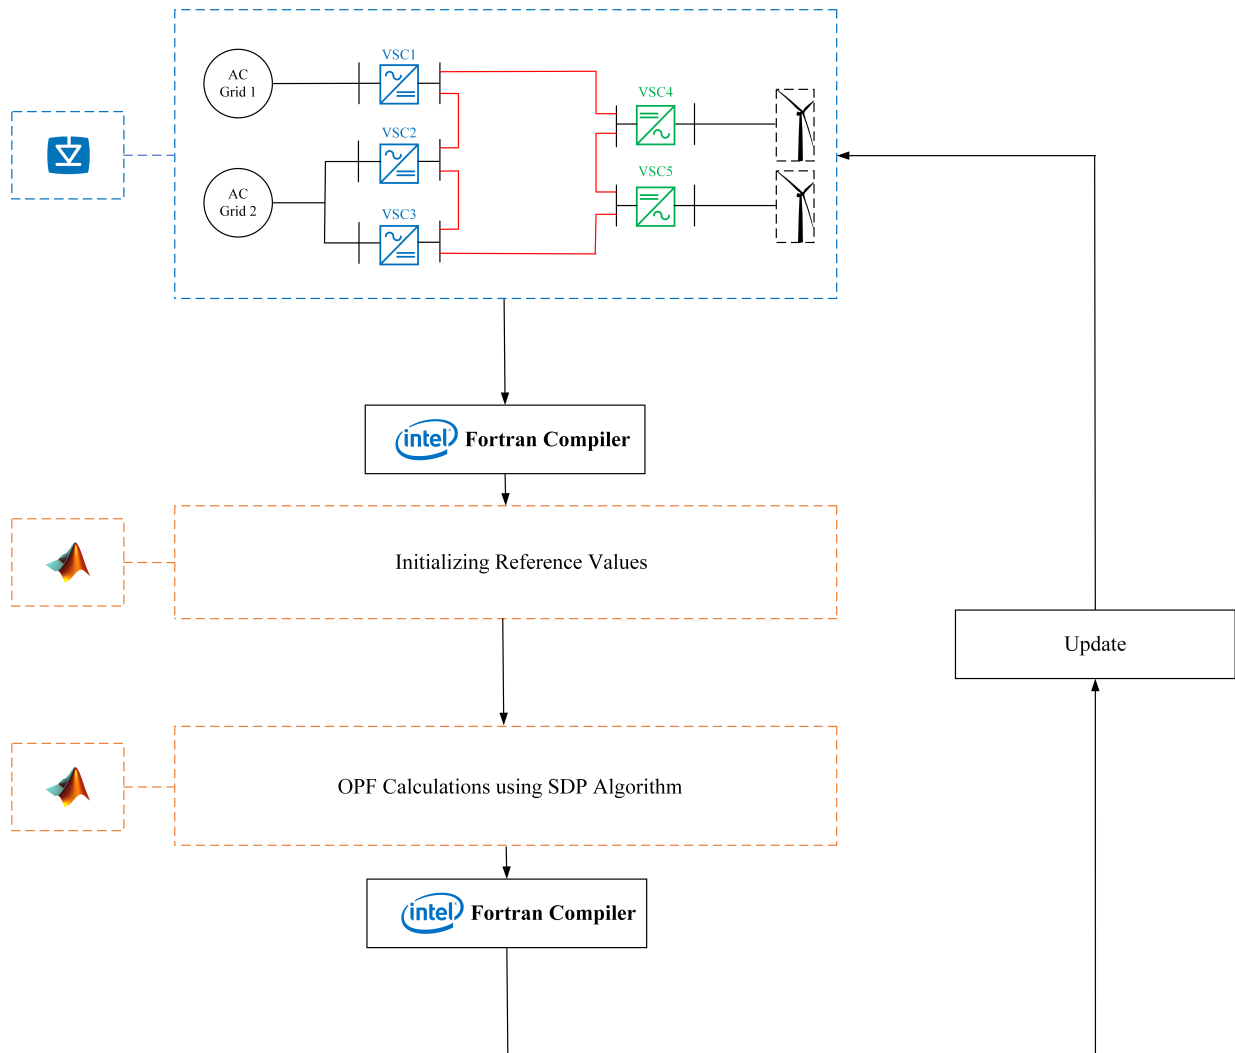 VSC1
AC
Grid 1
VSC4
VSC2
VSC5
AC
Grid 2
VSC3
intel Fortran Compiler
Initializing Reference Values
Update
OPF Calculations using SDP Algorithm
intel Fortran Compiler